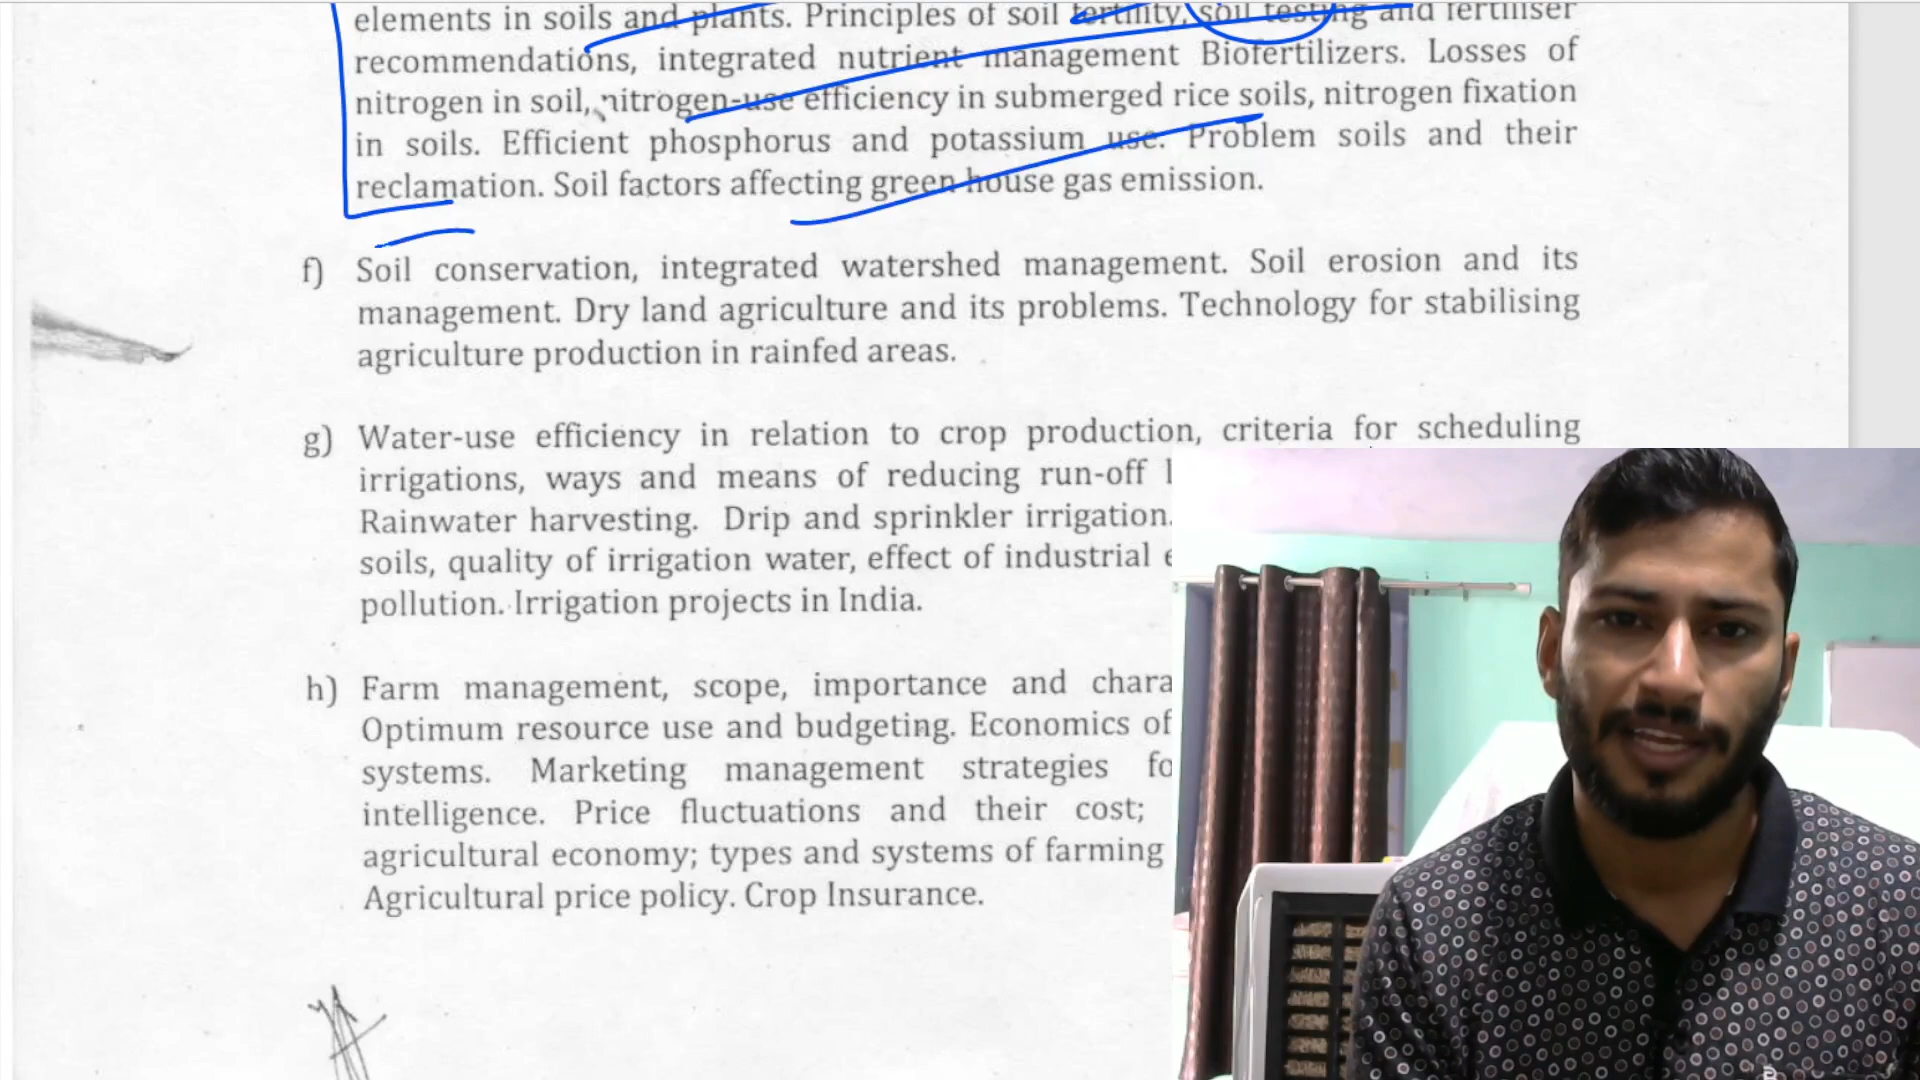 elements in soils and plants. Principles of soil fertility, soil testing and fertiliser
recommendations, integrated nutrient management Biofertilizers. Losses of
nitrogen in soil, nitrogen-use efficiency in submerged rice soils, nitrogen fixation
in soils. Efficient phosphorus and potassium use. Problem soils and their
reclamation. Soil factors affecting green house gas emission.
f) Soil conservation, integrated watershed management. Soil erosion and its
management. Dry land agriculture and its problems. Technology for stabilising
agriculture production in rainfed areas.
g) Water-use efficiency in relation to crop production, criteria for scheduling
irrigations, ways and means of reducing run-off
Rainwater harvesting. Drip and sprinkler irrigation.
soils, quality of irrigation water, effect of industrial
pollution. Irrigation projects in India.
h) Farm management, scope, importance and
Optimum resource use and budgeting. Economics of
systems. Marketing management strategies
intelligence. Price fluctuations and their cost;
agricultural economy; types and systems of farming
Agricultural price policy. Crop Insurance.